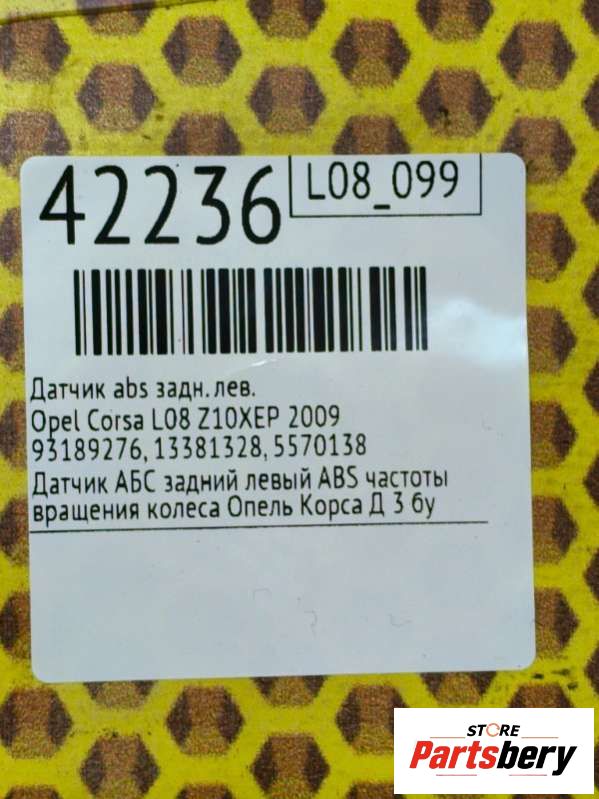 42236
L08_099
Датчик abs задн.лев.
Opel Corsa L08 Z10XEP 2009
93189276, 13381328, 5570138
Датчик АБС задний левый ABS частоты
вращения колеса Опель Корса Д 3 бу
STORE
Partsbery